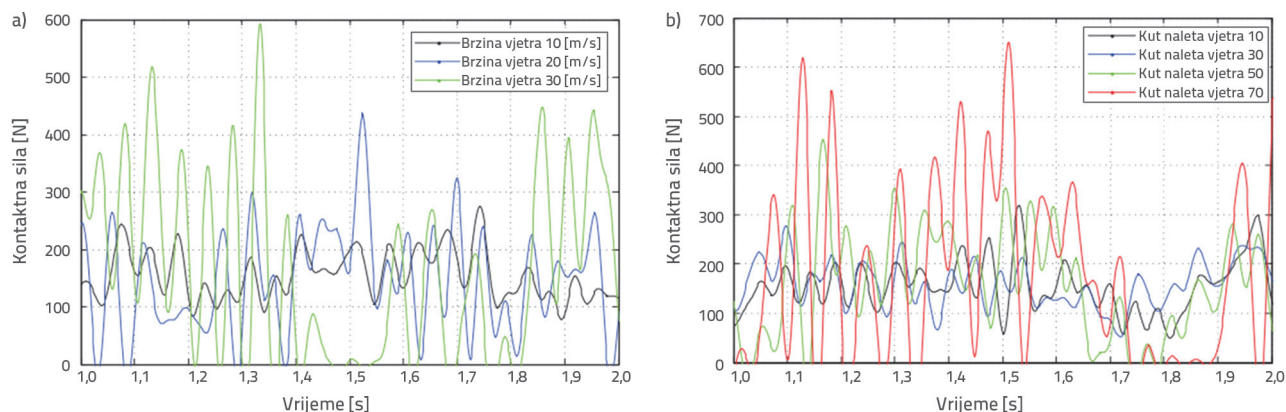 a)
600
500
400
300
200
100
0
Kontaktna sila [N]
Brzina vjetra 10 [m/s]
Brzina vjetra 20 [m/s]
Brzina vjetra 30 [m/s]
1,0 1,1 1,2 1,3 1,4 1,5 1,6 1,7 1,8 1,9 2,0
Vrijeme [s]
b)
700
600
500
400
300
200
100
0
Kontaktna sila [N]
Kut naleta vjetra 10
Kut naleta vjetra 30
Kut naleta vjetra 50
Kut naleta vjetra 70
1,0 1,1 1,2 1,3 1,4 1,5 1,6 1,7 1,8 1,9 2,0
Vrijeme [s]